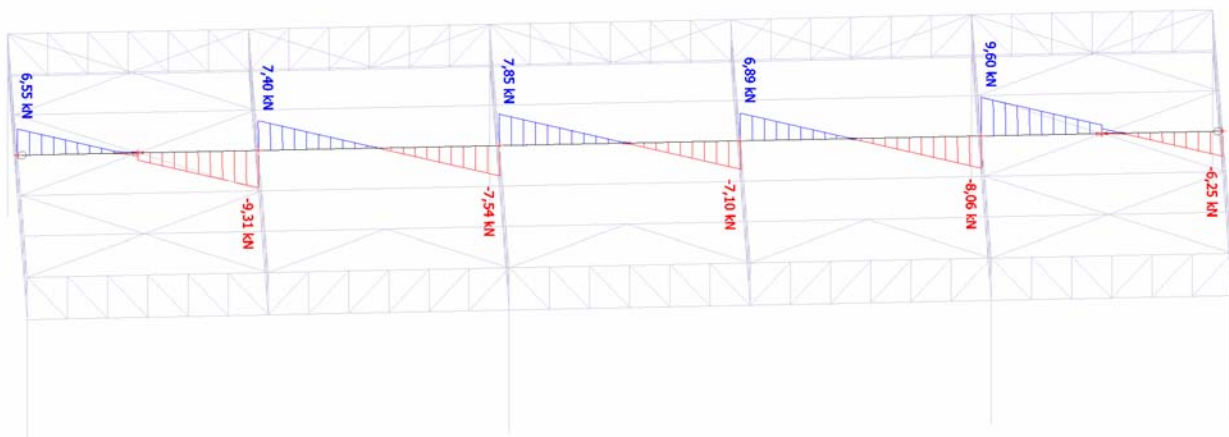 6,55 kN
-9,31 kN
7,40 kN
-7,54 kN
7,85 kN
-7,10 kN
6,89 kN
-8,06 kN
9,60 kN
-6,25 kN